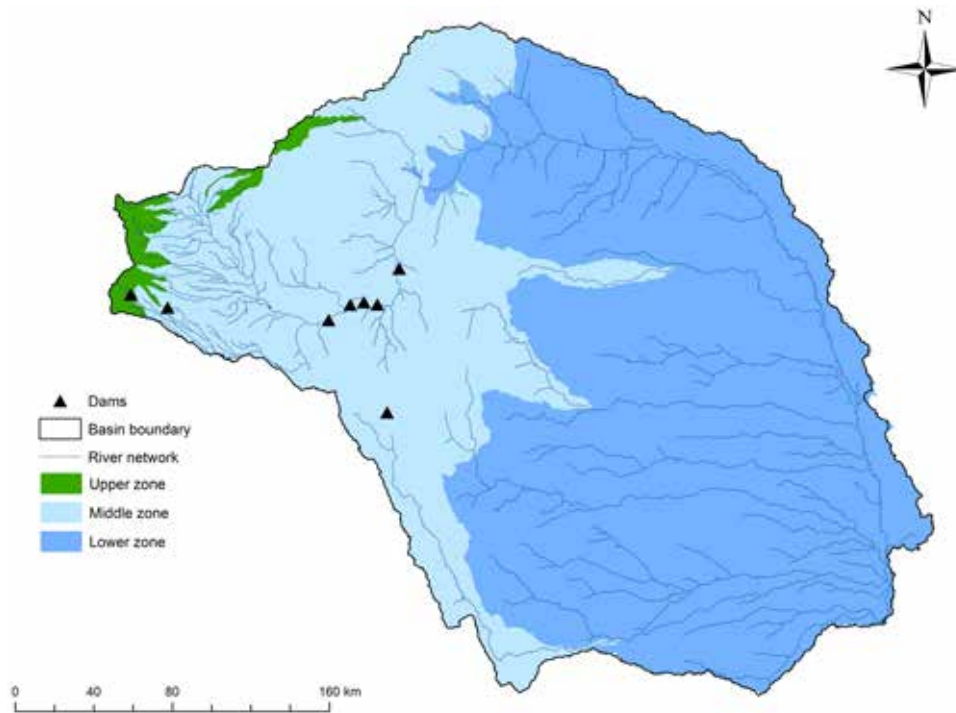 N
Dams
Basin boundary
River network
Upper zone
Middle zone
Lower zone
0 40 80 160 km